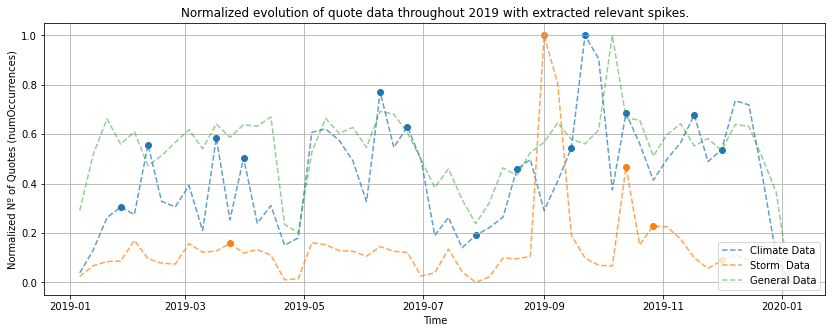 Normalized evolution of quote data throughout 2019 with extracted relevant spikes.
Normalized Nº of Quotes (numOccurrences)
1.0
0.8
0.6
0.4
0.2
0.0
Climate Data
Storm  Data
General Data
2019-01 2019-03 2019-05 2019-07 2019-09 2019-11 2020-01
Time